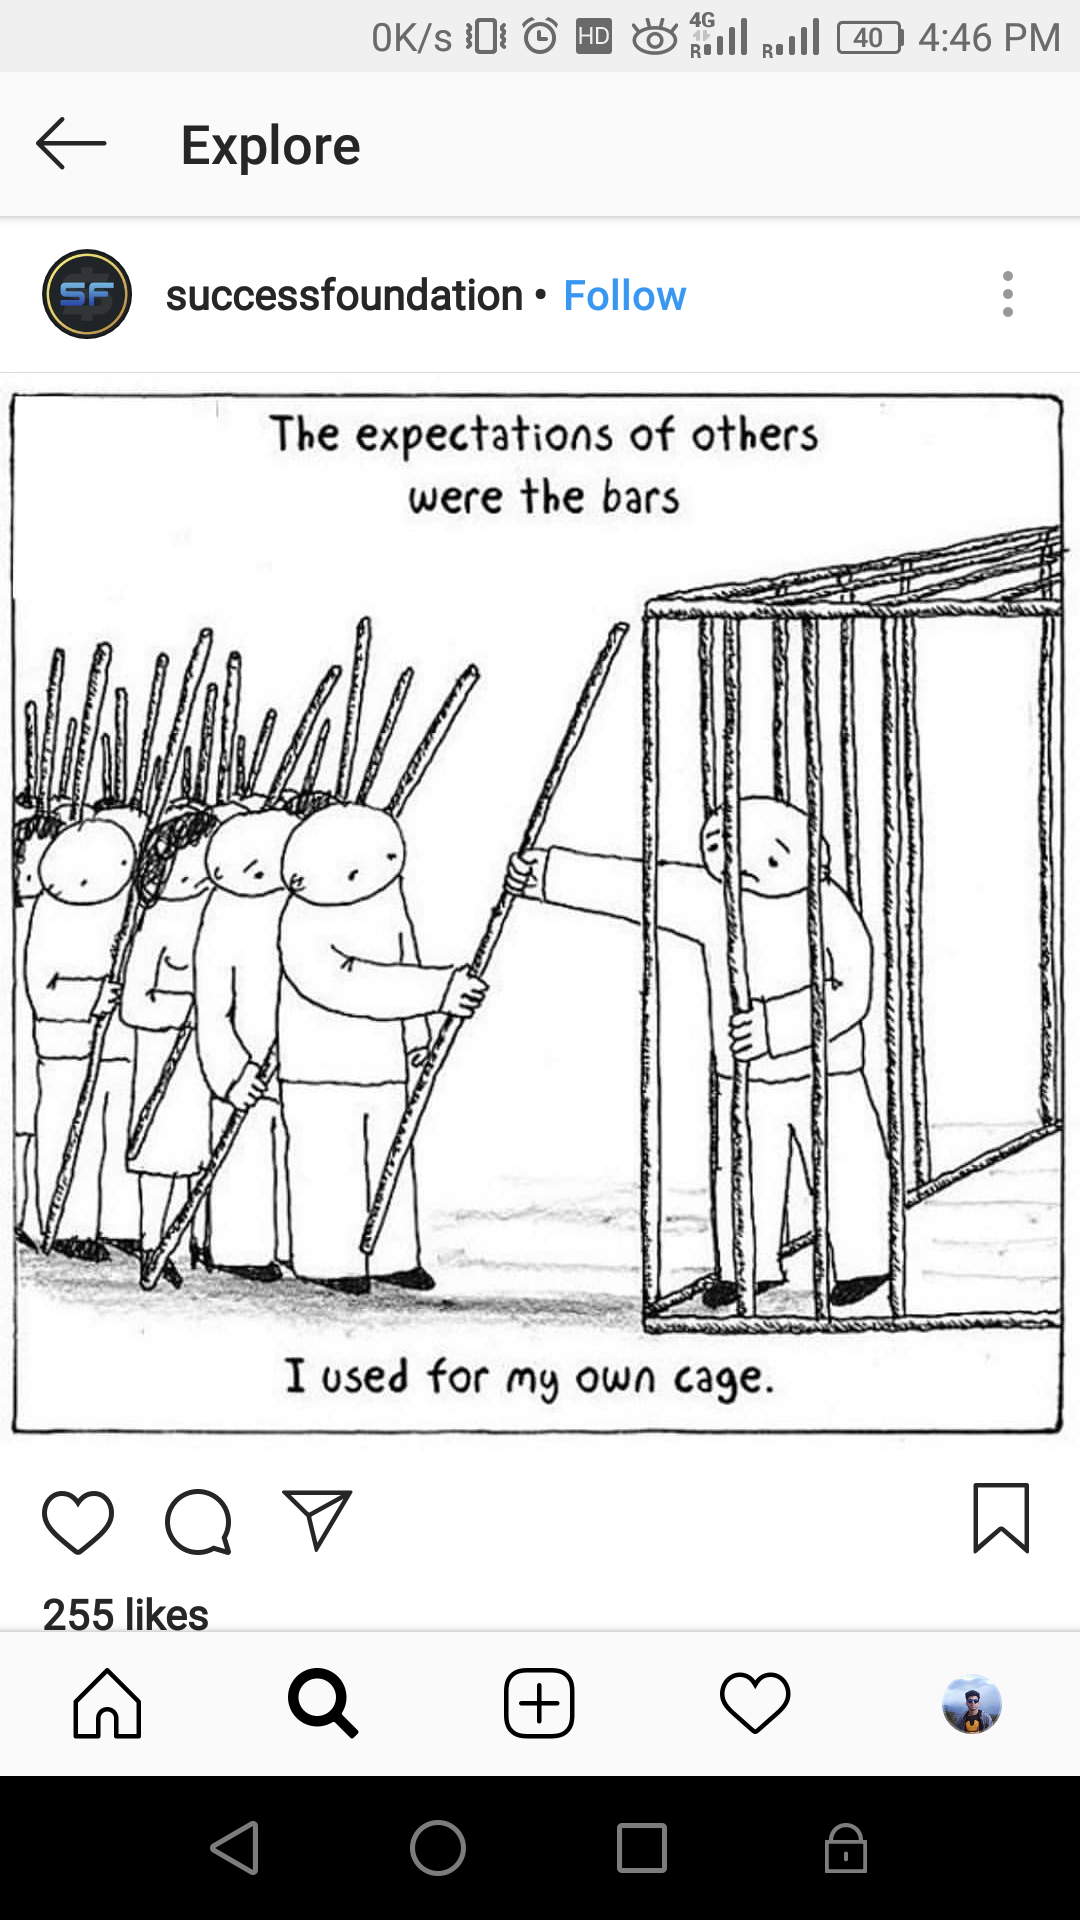 0K/s HD 4G R R 40 4:46 PM
Explore
SF
successfoundation • Follow
The expectations of others
were the bars
I used for my own cage.
255 likes